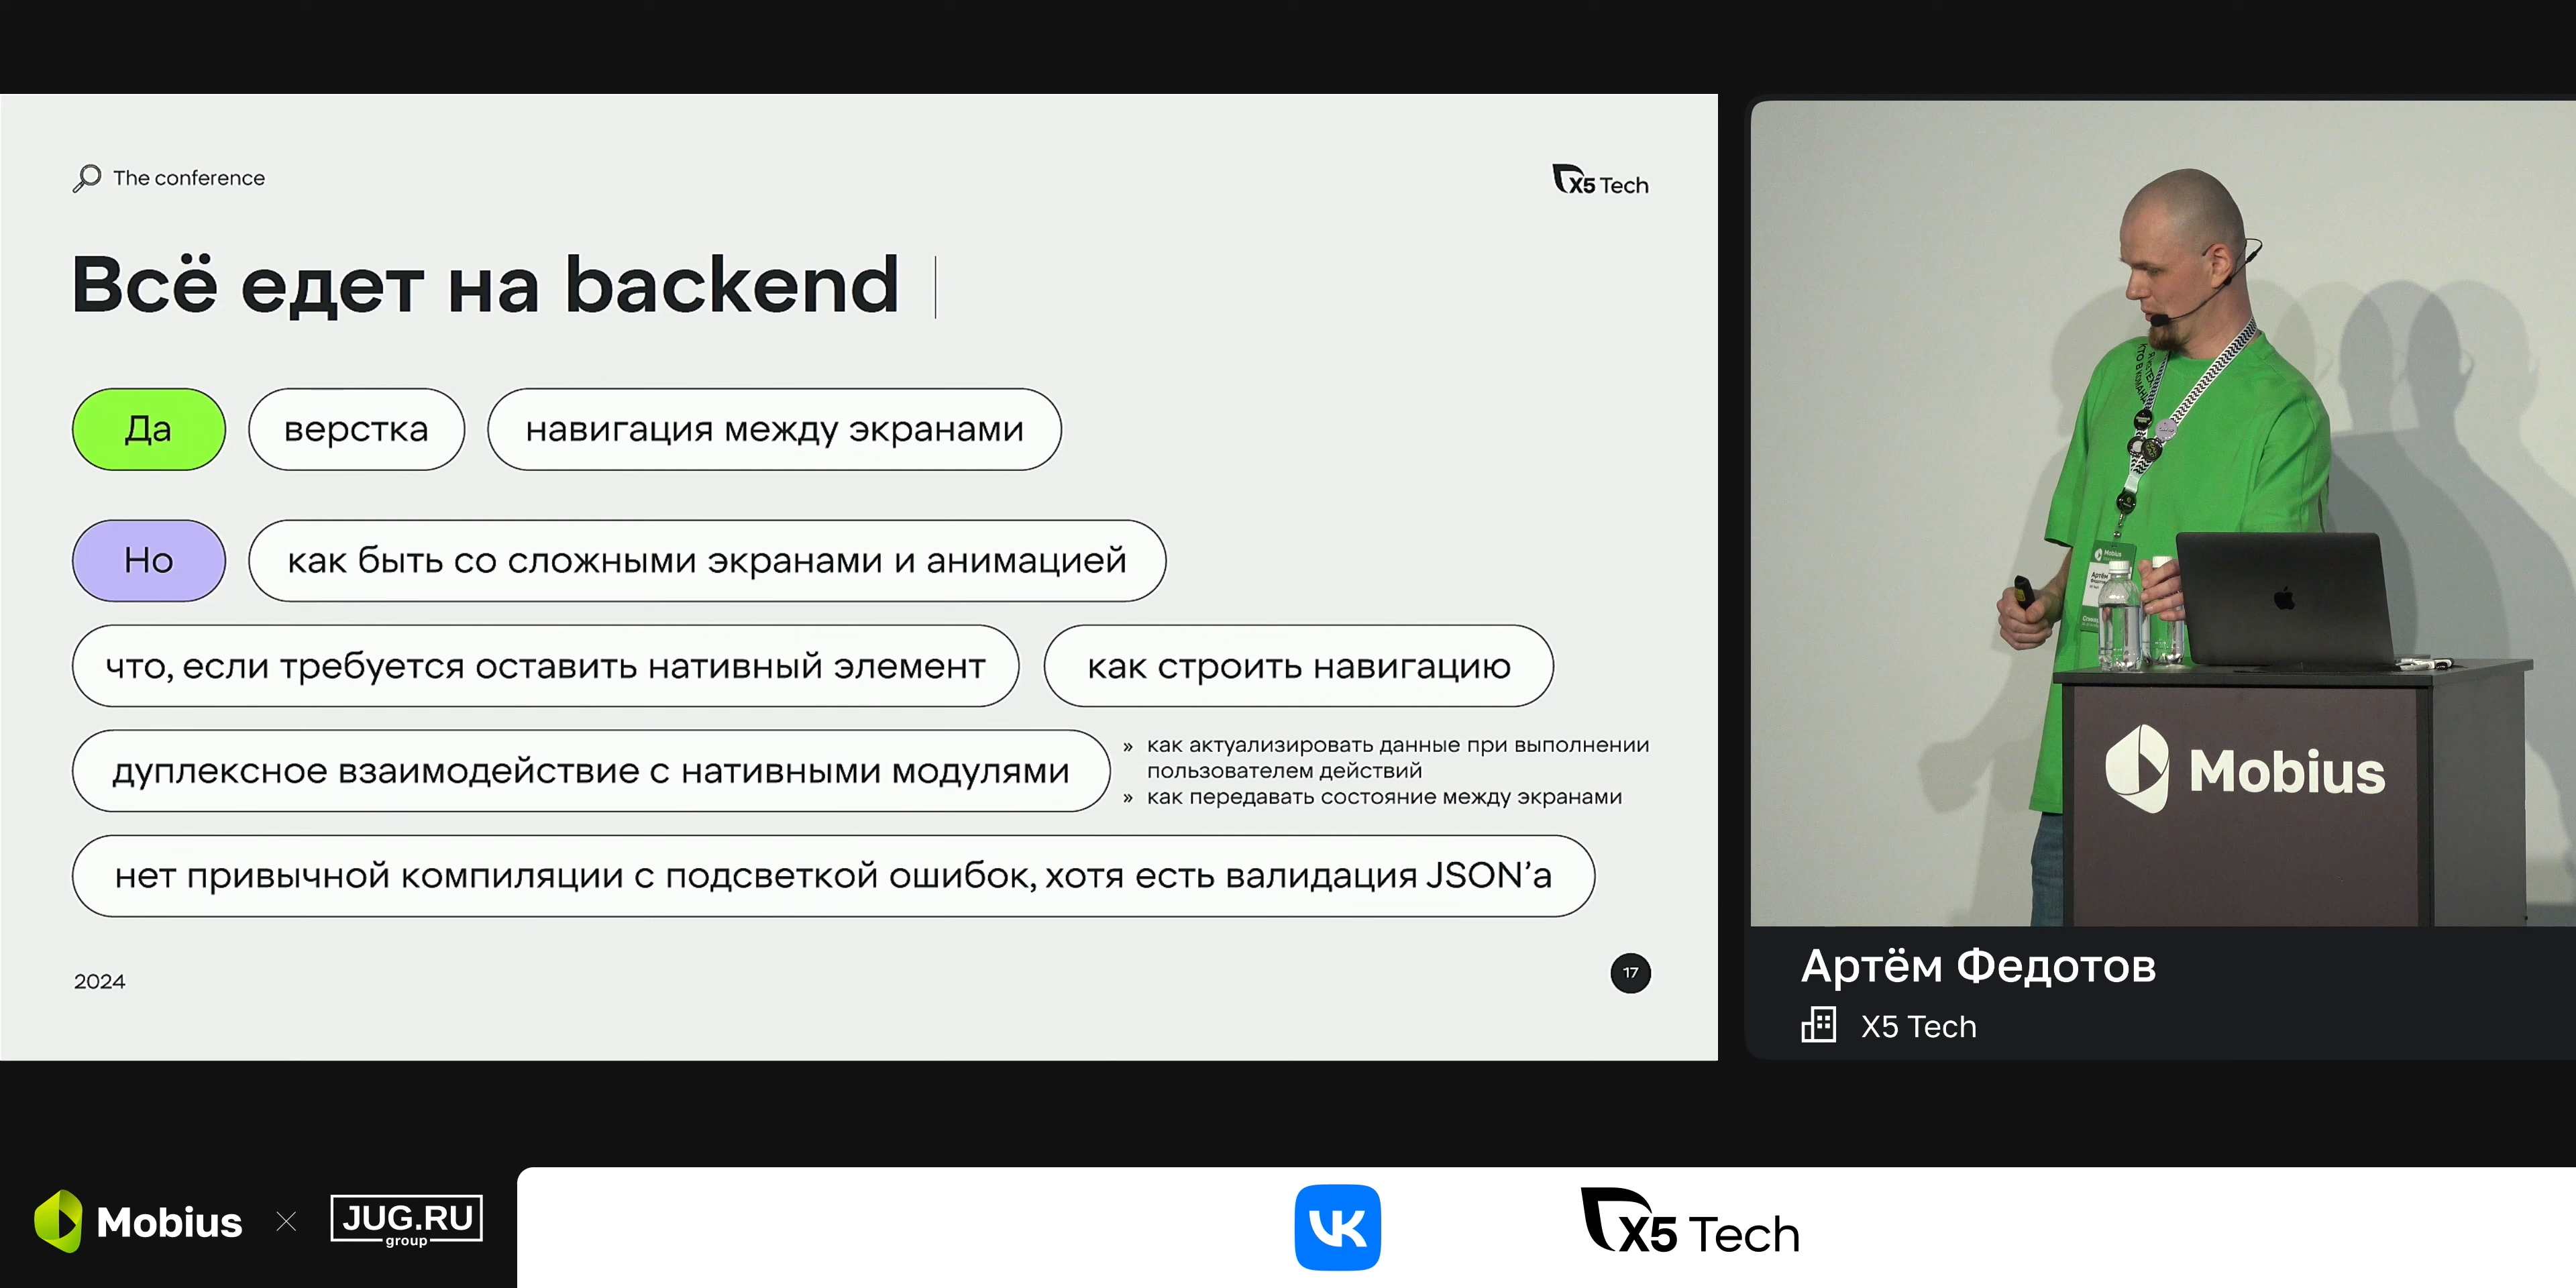 The conference
X5 Tech
Всё едет на backend
Да
верстка
навигация между экранами
Но
как быть со сложными экранами и анимацией
что, если требуется оставить нативный элемент
как строить навигацию
дуплексное взаимодействие с нативными модулями
» как актуализировать данные при выполнении
пользователем действий
» как передавать состояние между экранами
нет привычной компиляции с подсветкой ошибок, хотя есть валидация JSON’а
2024
17
Mobius
Артём
Mobius
Артём Федотов
X5 Tech
Mobius
JUG.RU
group
VK
X5 Tech